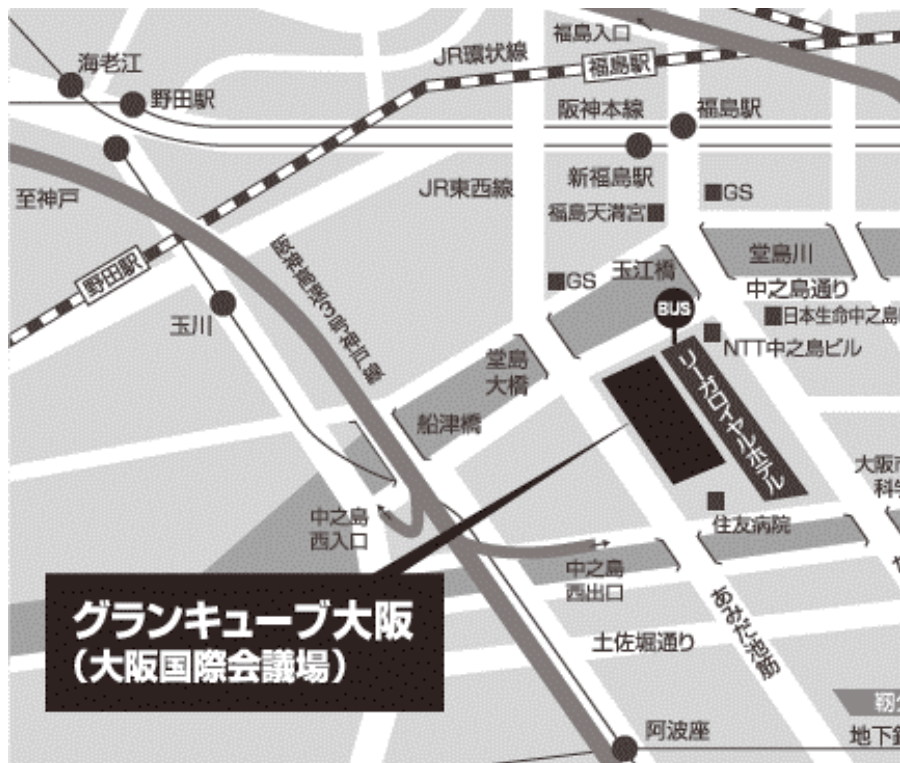 福島入口
JR環状線
海老江
福島駅
野田駅
阪神本線
福島駅
新福島駅
JR東西線
至神戸
GS
福島天満宮
阪神高速3号神戸線
堂島川
野田駅
玉江橋
GS
中之島通り
BUS
日本生命中之島
玉川
NTT中之島ビル
堂島
大橋
リーガロイヤルホテル
船津橋
大阪市
科学
中之島
西入口
住友病院
中之島
西出口
あみだ池筋
グランキューブ大阪
(大阪国際会議場)
土佐堀通り
阿波座
地下鉄